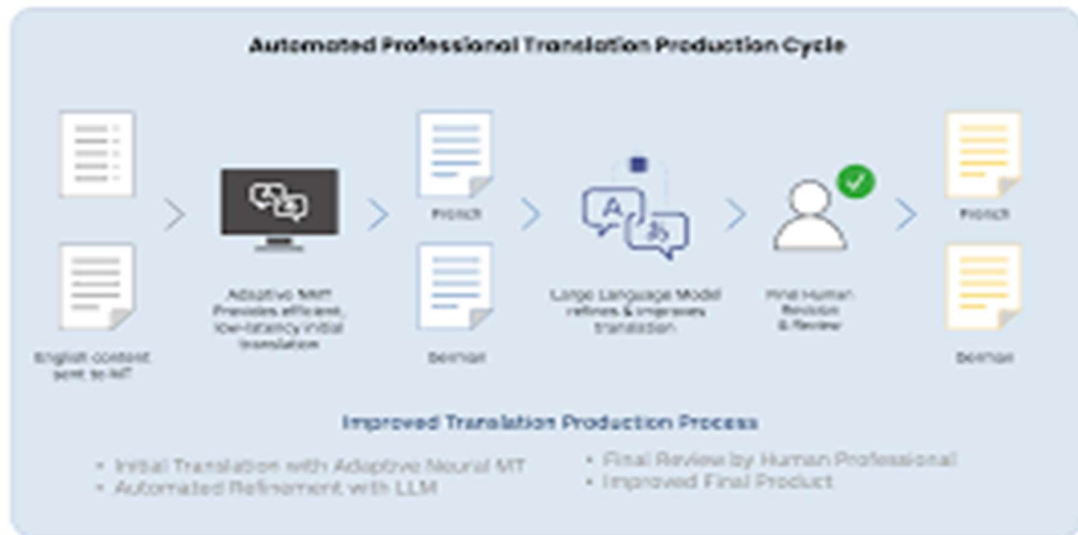 Automated Professional Translation Production Cycle
English content
sent to MT
Adaptive NMT
Provides efficient,
low-latency initial
translation
French
German
Large Language Model
refines & improves
translation
Final Human
Revision
& Review
French
German
Improved Translation Production Process
• Initial Translation with Adaptive Neural MT
• Automated Refinement with LLM
• Final Review by Human Professional
• Improved Final Product